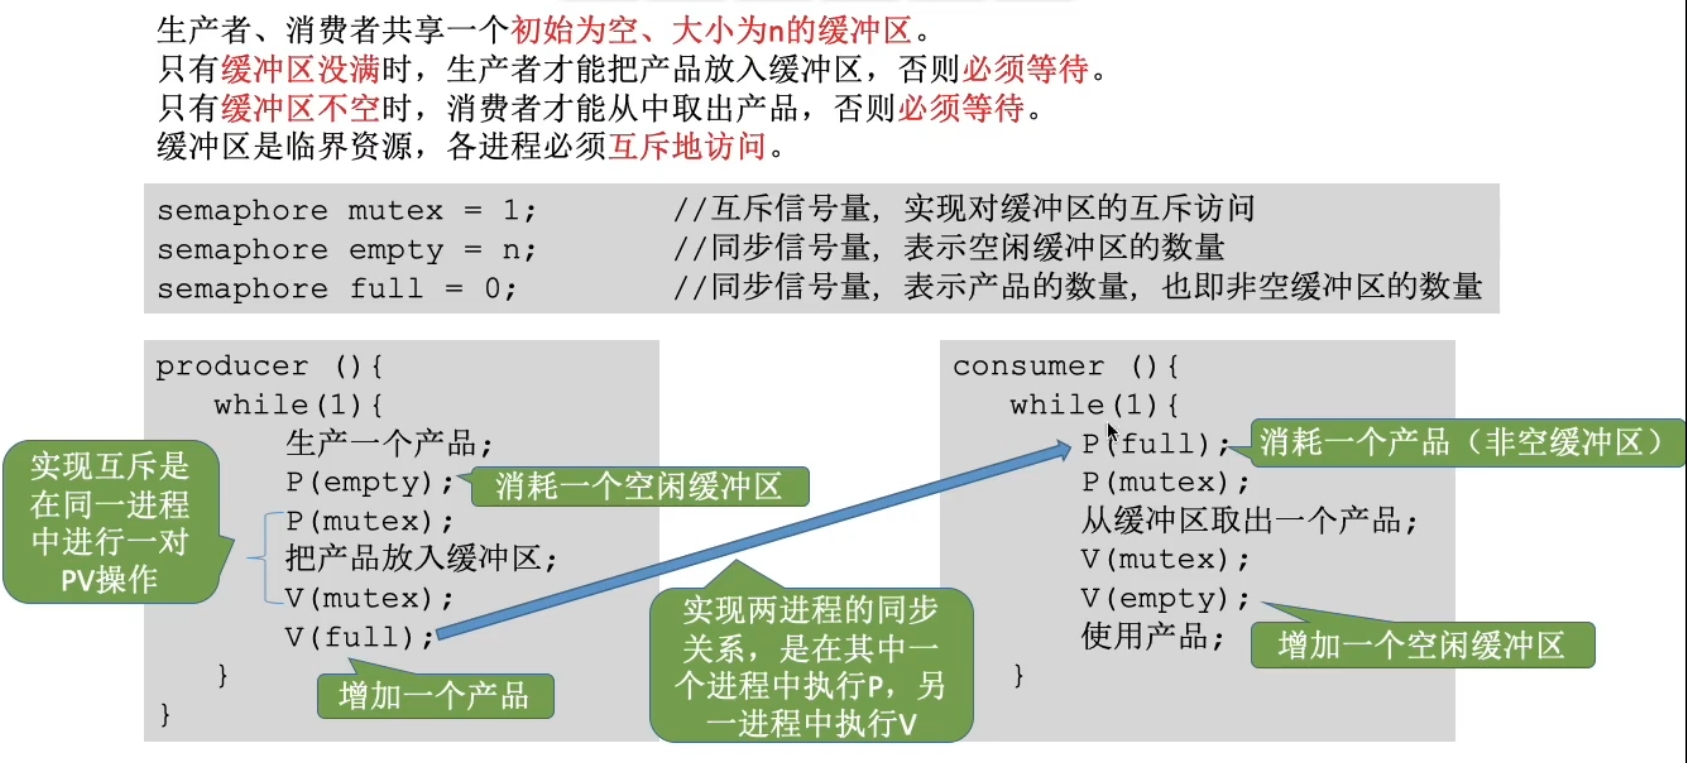 生产者、消费者共享一个初始为空、大小为n的缓冲区。
只有缓冲区没满时，生产者才能把产品放入缓冲区，否则必须等待。
只有缓冲区不空时，消费者才能从中取出产品，否则必须等待。
缓冲区是临界资源，各进程必须互斥地访问。
semaphore mutex = 1; //互斥信号量, 实现对缓冲区的互斥访问
semaphore empty = n; //同步信号量, 表示空闲缓冲区的数量
semaphore full = 0; //同步信号量, 表示产品的数量, 也即非空缓冲区的数量
producer (){
while(1){
生产一个产品;
P(empty);
消耗一个空闲缓冲区
P(mutex);
把产品放入缓冲区;
V(mutex);
V(full);
增加一个产品
}
}
实现互斥是
在同一进程
中进行一对
PV操作
实现两进程的同步
关系，是在其中一
个进程中执行P，另
一进程中执行V
consumer (){
while(1){
P(full);
消耗一个产品（非空缓冲区）
P(mutex);
从缓冲区取出一个产品;
V(mutex);
V(empty);
增加一个空闲缓冲区
使用产品;
}